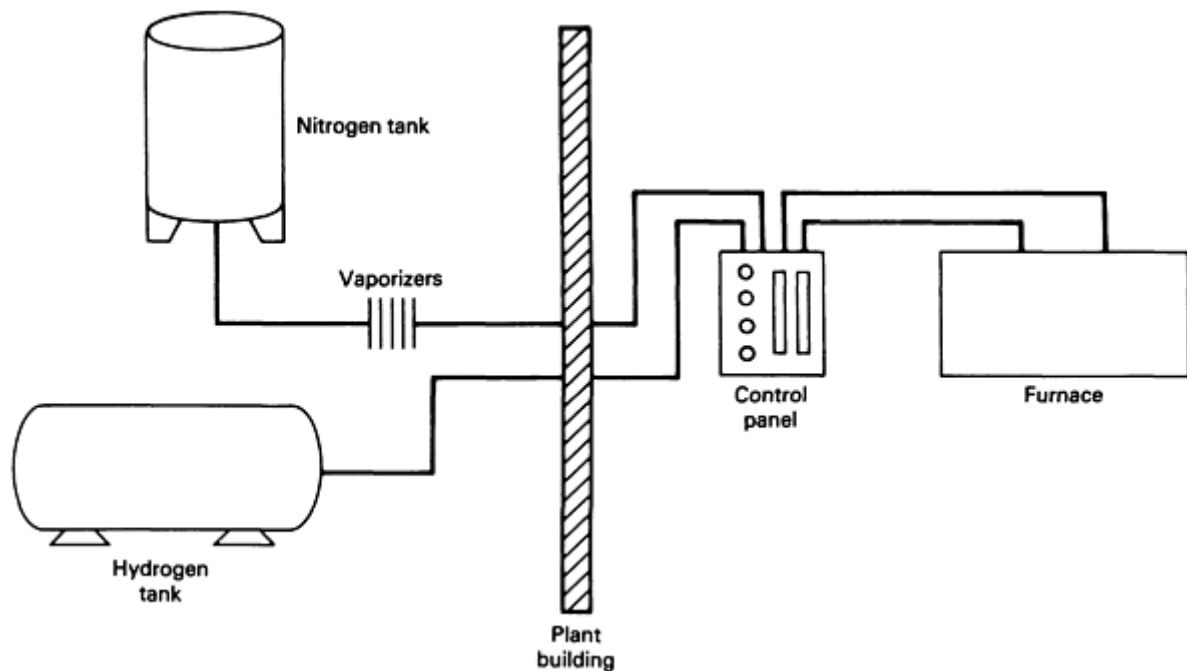 Nitrogen tank
Vaporizers
Control
panel
Furnace
Hydrogen
tank
Plant
building